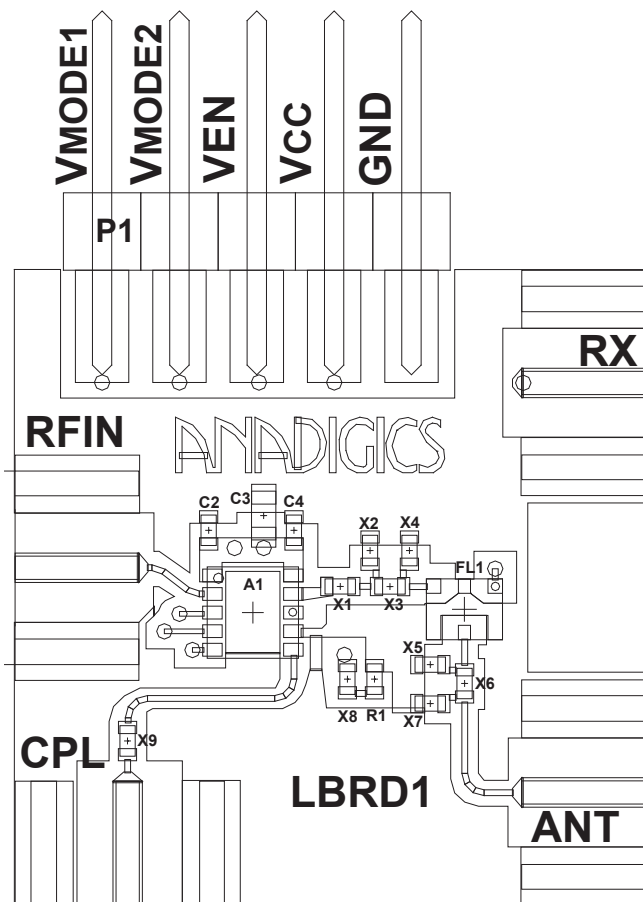 VMODE1
VMODE2
VEN
VCC
GND
P1
RX
RFIN
ANADIGICS
C2
C3
C4
X2
X4
A1
FL1
X1
X3
X5
X6
X8
R1
X7
CPL
X9
LBRD1
ANT